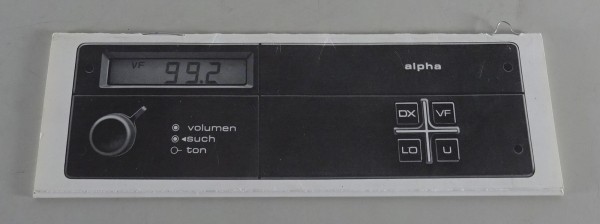 VF 99.2
alpha
volumen
such
ton
DX VF
LO U